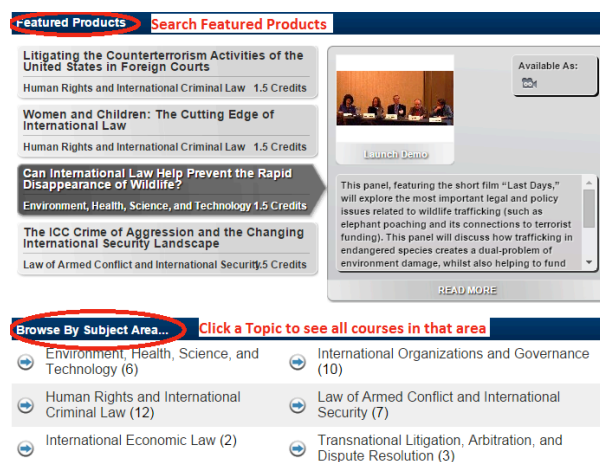 Featured Products
Search Featured Products
Litigating the Counterterrorism Activities of the
United States in Foreign Courts
Human Rights and International Criminal Law 1.5 Credits
Women and Children: The Cutting Edge of
International Law
Human Rights and International Criminal Law 1.5 Credits
Can International Law Help Prevent the Rapid
Disappearance of Wildlife?
Environment, Health, Science, and Technology 1.5 Credits
The ICC Crime of Aggression and the Changing
International Security Landscape
Law of Armed Conflict and International Security.5 Credits
Available As:
Launch Demo
This panel, featuring the short film “Last Days,”
will explore the most important legal and policy
issues related to wildlife trafficking (such as
elephant poaching and its connections to terrorist
funding). This panel will discuss how trafficking in
endangered species creates a dual-problem of
environment damage, whilst also helping to fund
READ MORE
Browse By Subject Area...
Click a Topic to see all courses in that area
Environment, Health, Science, and
Technology (6)
Human Rights and International
Criminal Law (12)
International Economic Law (2)
International Organizations and Governance
(10)
Law of Armed Conflict and International
Security (7)
Transnational Litigation, Arbitration, and
Dispute Resolution (3)